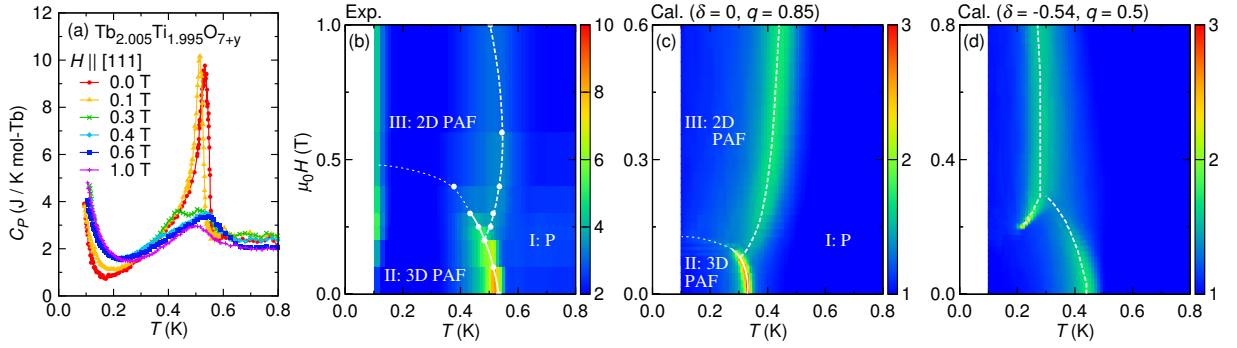 (a) Tb2.005Ti1.995O7+y
H || [111]
0.0 T
0.1 T
0.3 T
0.4 T
0.6 T
1.0 T
CP (J / K mol-Tb)
12
10
8
6
4
2
0
0.0 0.2 0.4 0.6 0.8
T (K)
Exp.
(b)
III: 2D PAF
I: P
II: 3D PAF
μ0H (T)
1.0
0.5
0.0
0.0 0.2 0.4 0.6 0.8
T (K)
10
8
6
4
2
Cal. (δ = 0, q = 0.85)
(c)
III: 2D
PAF
I: P
II: 3D
PAF
0.6
0.3
0.0
0.0 0.2 0.4 0.6 0.8
T (K)
3
2
1
Cal. (δ = -0.54, q = 0.5)
(d)
0.8
0.4
0.0
0.0 0.2 0.4 0.6 0.8
T (K)
3
2
1